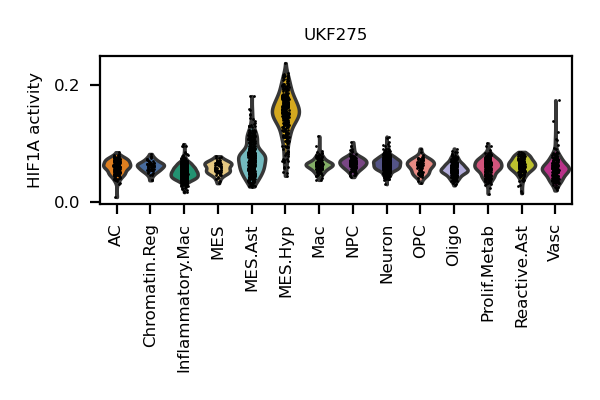 UKF275
HIF1A activity
0.2
0.0
AC
Chromatin.Reg
Inflammatory.Mac
MES
MES.Ast
MES.Hyp
Mac
NPC
Neuron
OPC
Oligo
Prolif.Metab
Reactive.Ast
Vasc